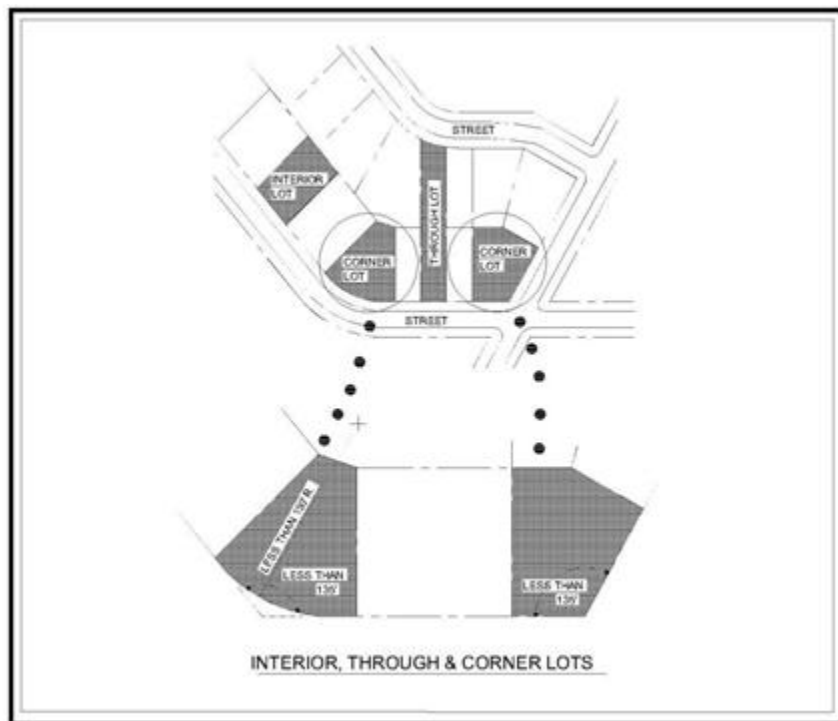 STREET
INTERIOR
LOT
THROUGH LOT
CORNER
LOT
CORNER
LOT
STREET
LESS THAN
LESS THAN
135'
LESS THAN
135'
INTERIOR, THROUGH & CORNER LOTS